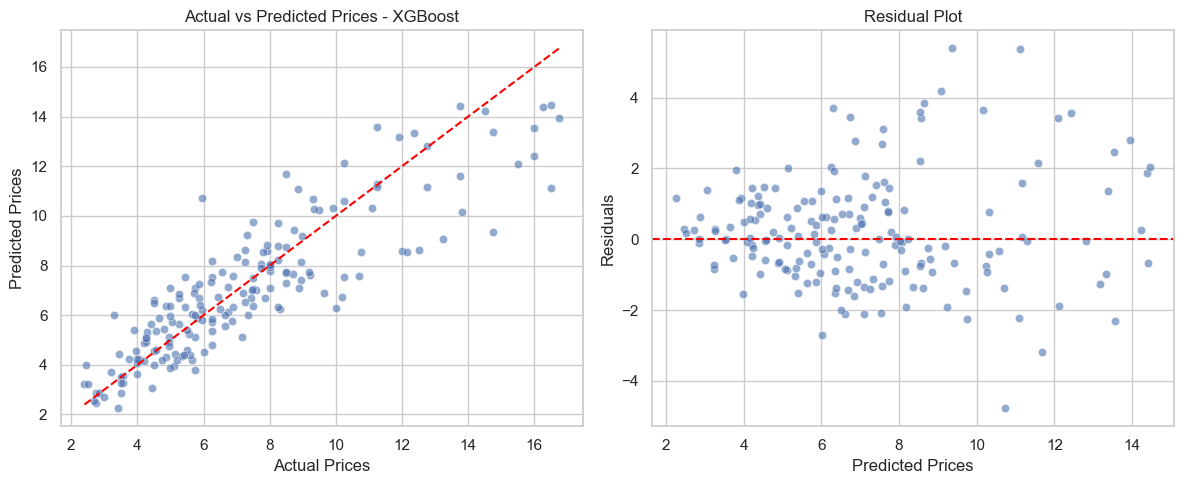 Actual vs Predicted Prices - XGBoost
Predicted Prices
16
14
12
10
8
6
4
2
2 4 6 8 10 12 14 16
Actual Prices
Residual Plot
Residuals
4
2
0
−2
−4
2 4 6 8 10 12 14
Predicted Prices